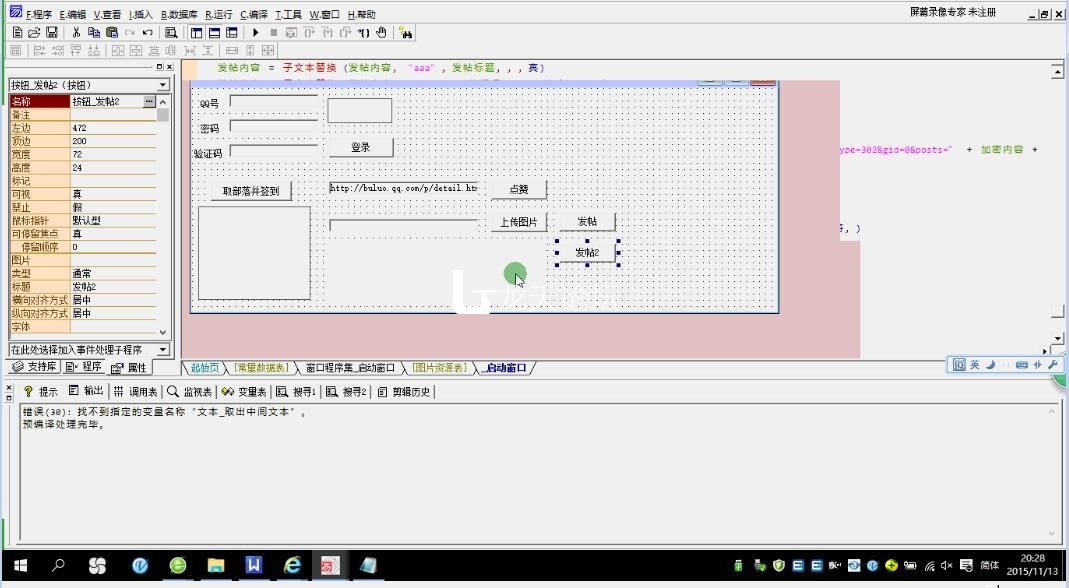 F.程序 E.编辑 V.查看 I.插入 B.数据库 R.运行 C.编译 T.工具 W.窗口 H.帮助
屏幕录像专家 未注册
发帖内容 = 子文本替换 (发帖内容, "aaa", 发帖标题, , , 真)
按钮_发帖2 (按钮)
名称 按钮_发帖2
备注
左边 472
顶边 200
宽度 72
高度 24
标记
可视 真
禁止 假
鼠标指针 默认型
可停留焦点 真
停留顺序 0
图片
类型 通常
标题 发帖2
横向对齐方式 居中
纵向对齐方式 居中
字体
在此处选择加入事件处理子程序
支持库 程序 属性
QQ号
密码
验证码 登录
取部落并签到 http://buluo.qq.com/p/detail.htm 点赞
上传图片 发帖
发帖2
龙天论坛
ype=302&gid=0&posts=" + 加密内容 +
, )
起始页 [常量数据表] 窗口程序集_启动窗口 [图片资源表] _启动窗口
英
提示 输出 调用表 监视表 变量表 搜寻1 搜寻2 剪辑历史
错误(30): 找不到指定的变量名称“文本_取出中间文本”。
预编译处理完毕。
简体
20:28
2015/11/13